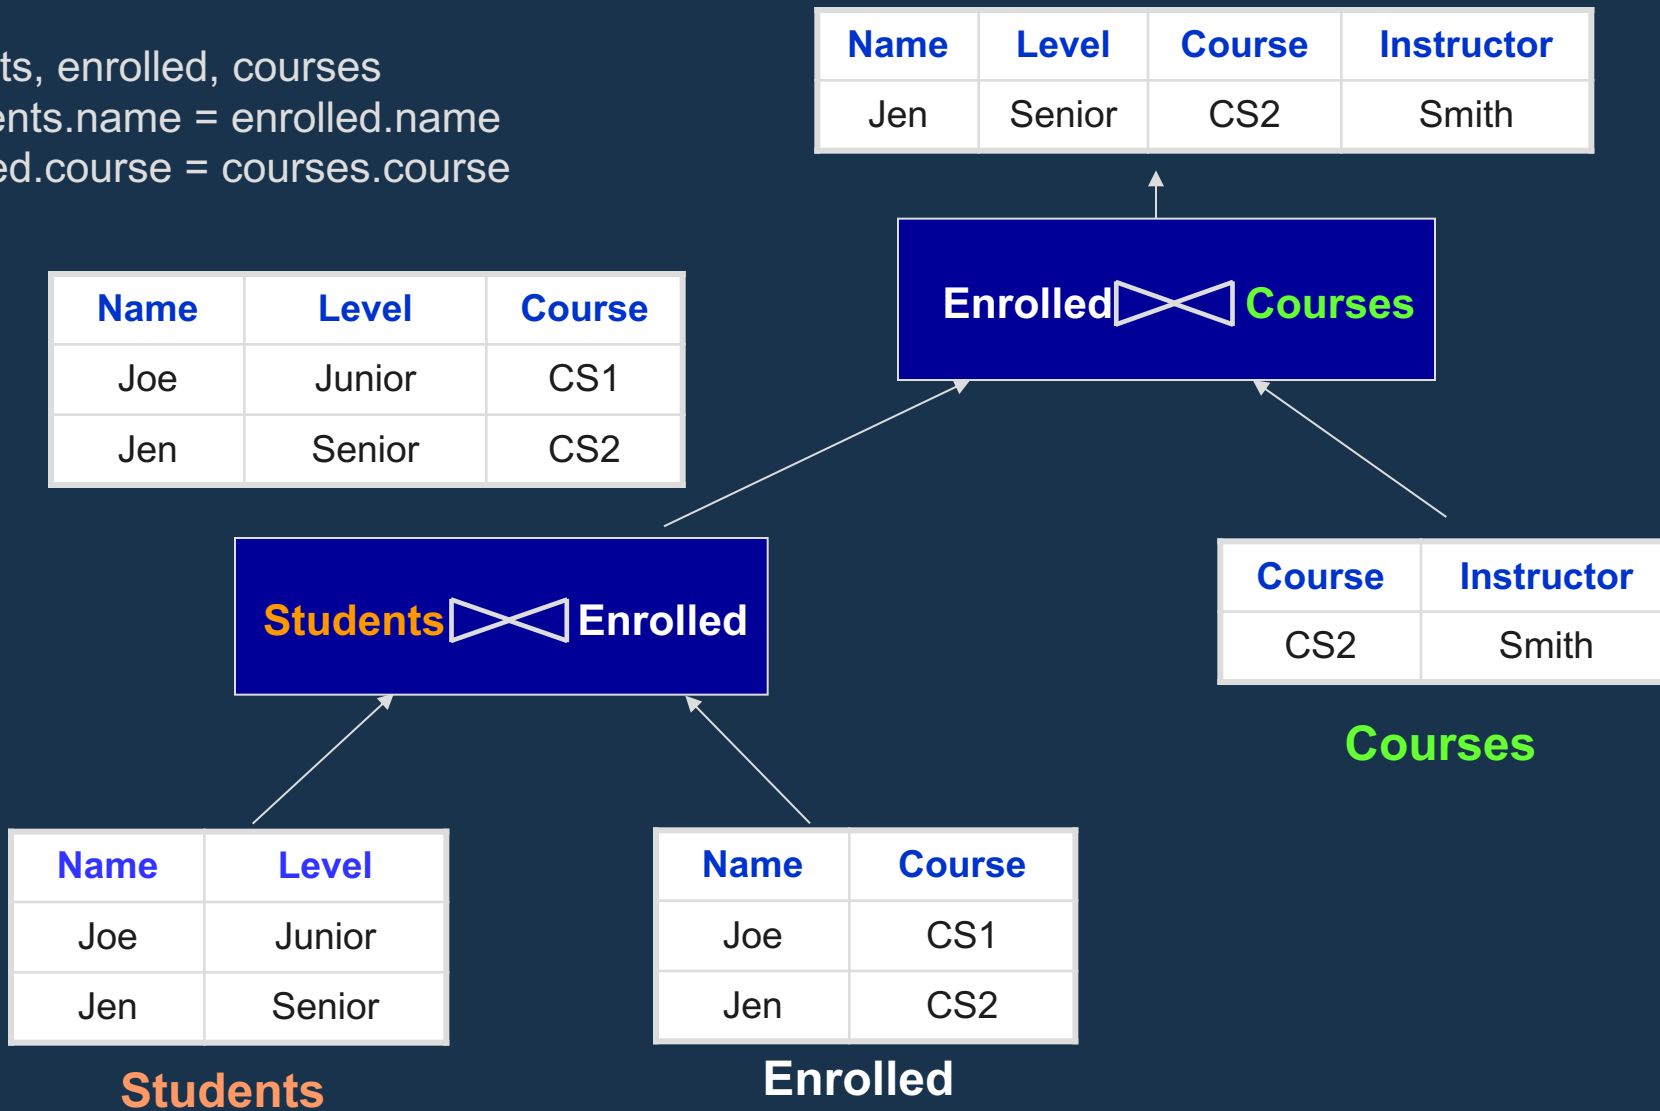 ts, enrolled, courses
ents.name = enrolled.name
ed.course = courses.course
Name Level Course Instructor
Jen Senior CS2 Smith
Enrolled Courses
Name Level Course
Joe Junior CS1
Jen Senior CS2
Students Enrolled
Course Instructor
CS2 Smith
Courses
Name Level
Joe Junior
Jen Senior
Students
Name Course
Joe CS1
Jen CS2
Enrolled